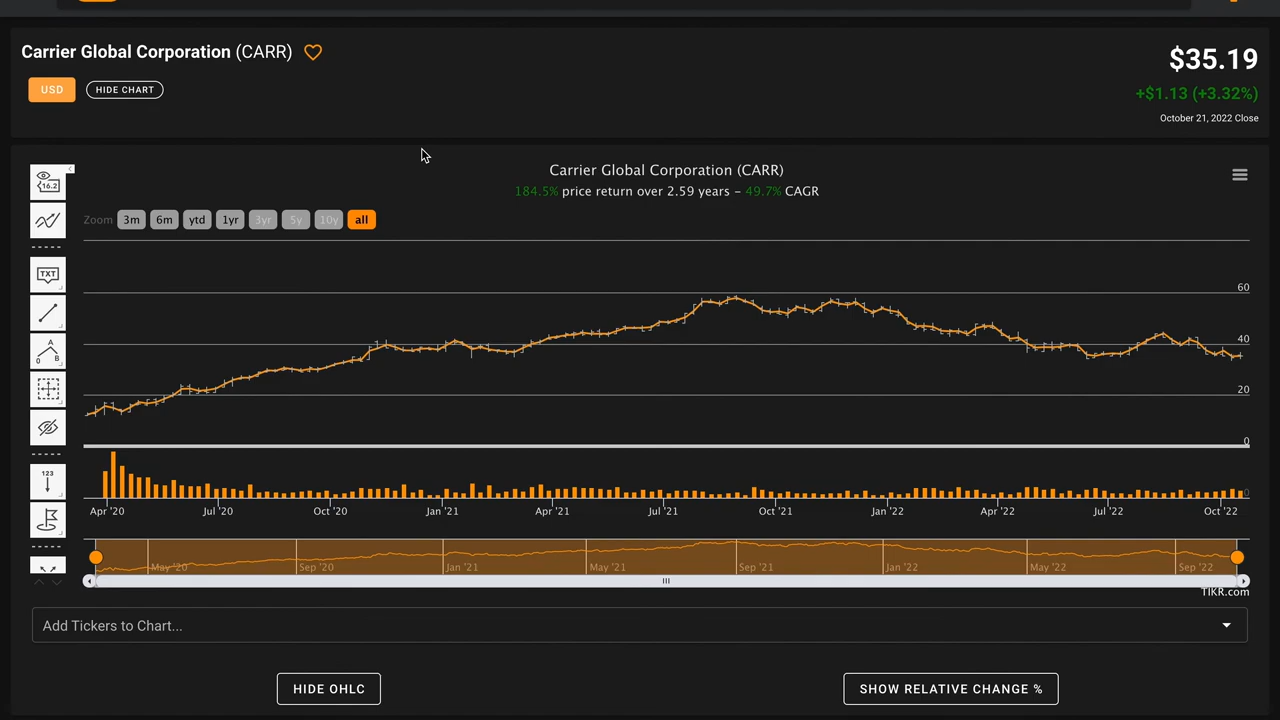 Carrier Global Corporation (CARR)
$35.19
USD
HIDE CHART
+$1.13 (+3.32%)
October 21, 2022 Close
Carrier Global Corporation (CARR)
184.5% price return over 2.59 years – 49.7% CAGR
16.2
Zoom 3m 6m ytd 1yr 3yr 5y 10y all
TXT
60
A
0 B
40
20
0
123
0
Apr '20 Jul '20 Oct '20 Jan '21 Apr '21 Jul '21 Oct '21 Jan '22 Apr '22 Jul '22 Oct '22
May '20 Sep '20 Jan '21 May '21 Sep '21 Jan '22 May '22 Sep '22
TIKR.com
Add Tickers to Chart...
HIDE OHLC
SHOW RELATIVE CHANGE %